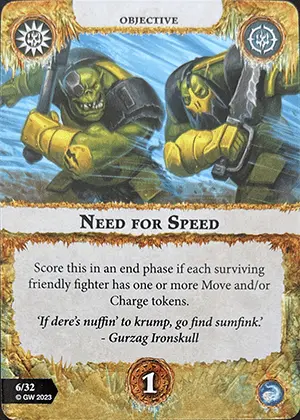 OBJECTIVE
NEED FOR SPEED
Score this in an end phase if each surviving
friendly fighter has one or more Move and/or
Charge tokens.
'If dere's nuffin' to krump, go find sumfink.'
- Gurzag Ironskull
6/32
© GW 2023
1